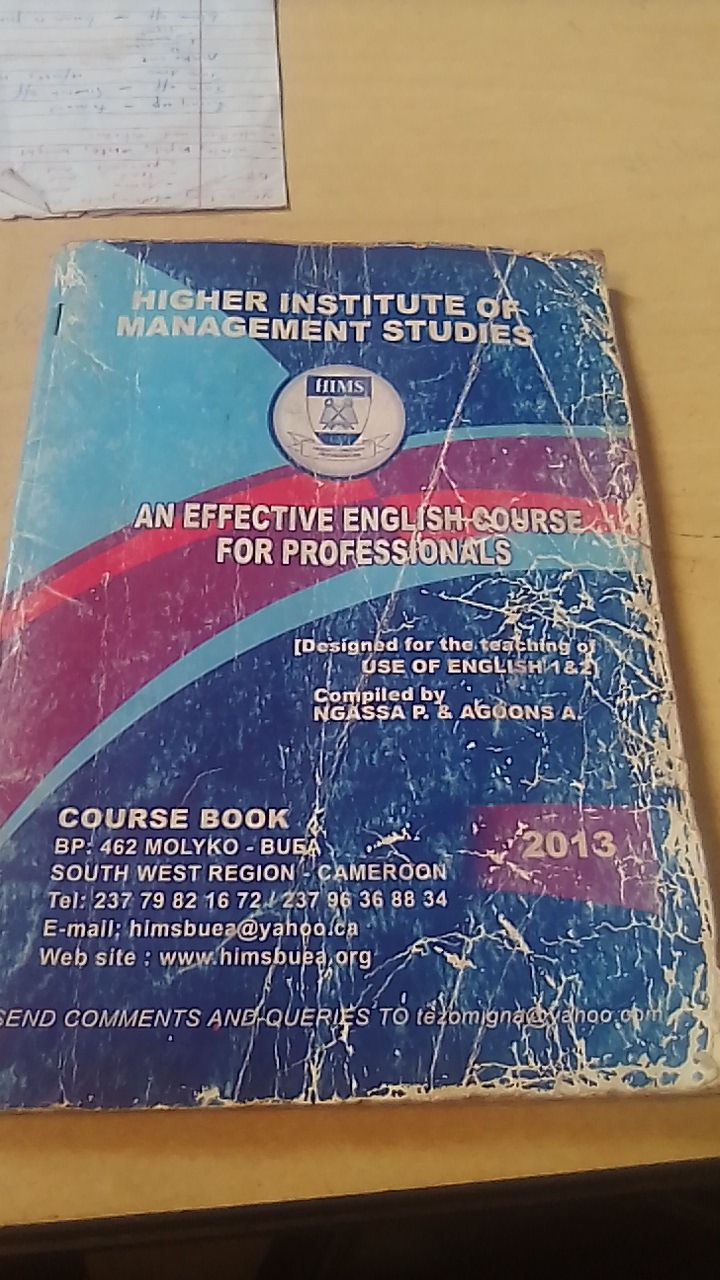 HIGHER INSTITUTE OF
MANAGEMENT STUDIES
HIMS
AN EFFECTIVE ENGLISH COURSE
FOR PROFESSIONALS
[Designed for the teaching of
USE OF ENGLISH 1&2]
Compiled by
NGASSA P. & AGOONS A.
COURSE BOOK
2013
BP: 462 MOLYKO - BUEA
SOUTH WEST REGION - CAMEROON
Tel: 237 79 82 16 72 / 237 96 36 88 34
E-mail: himsbuea@yahoo.ca
Web site : www.himsbuea.org
SEND COMMENTS AND QUERIES TO tezomigna@yahoo.com